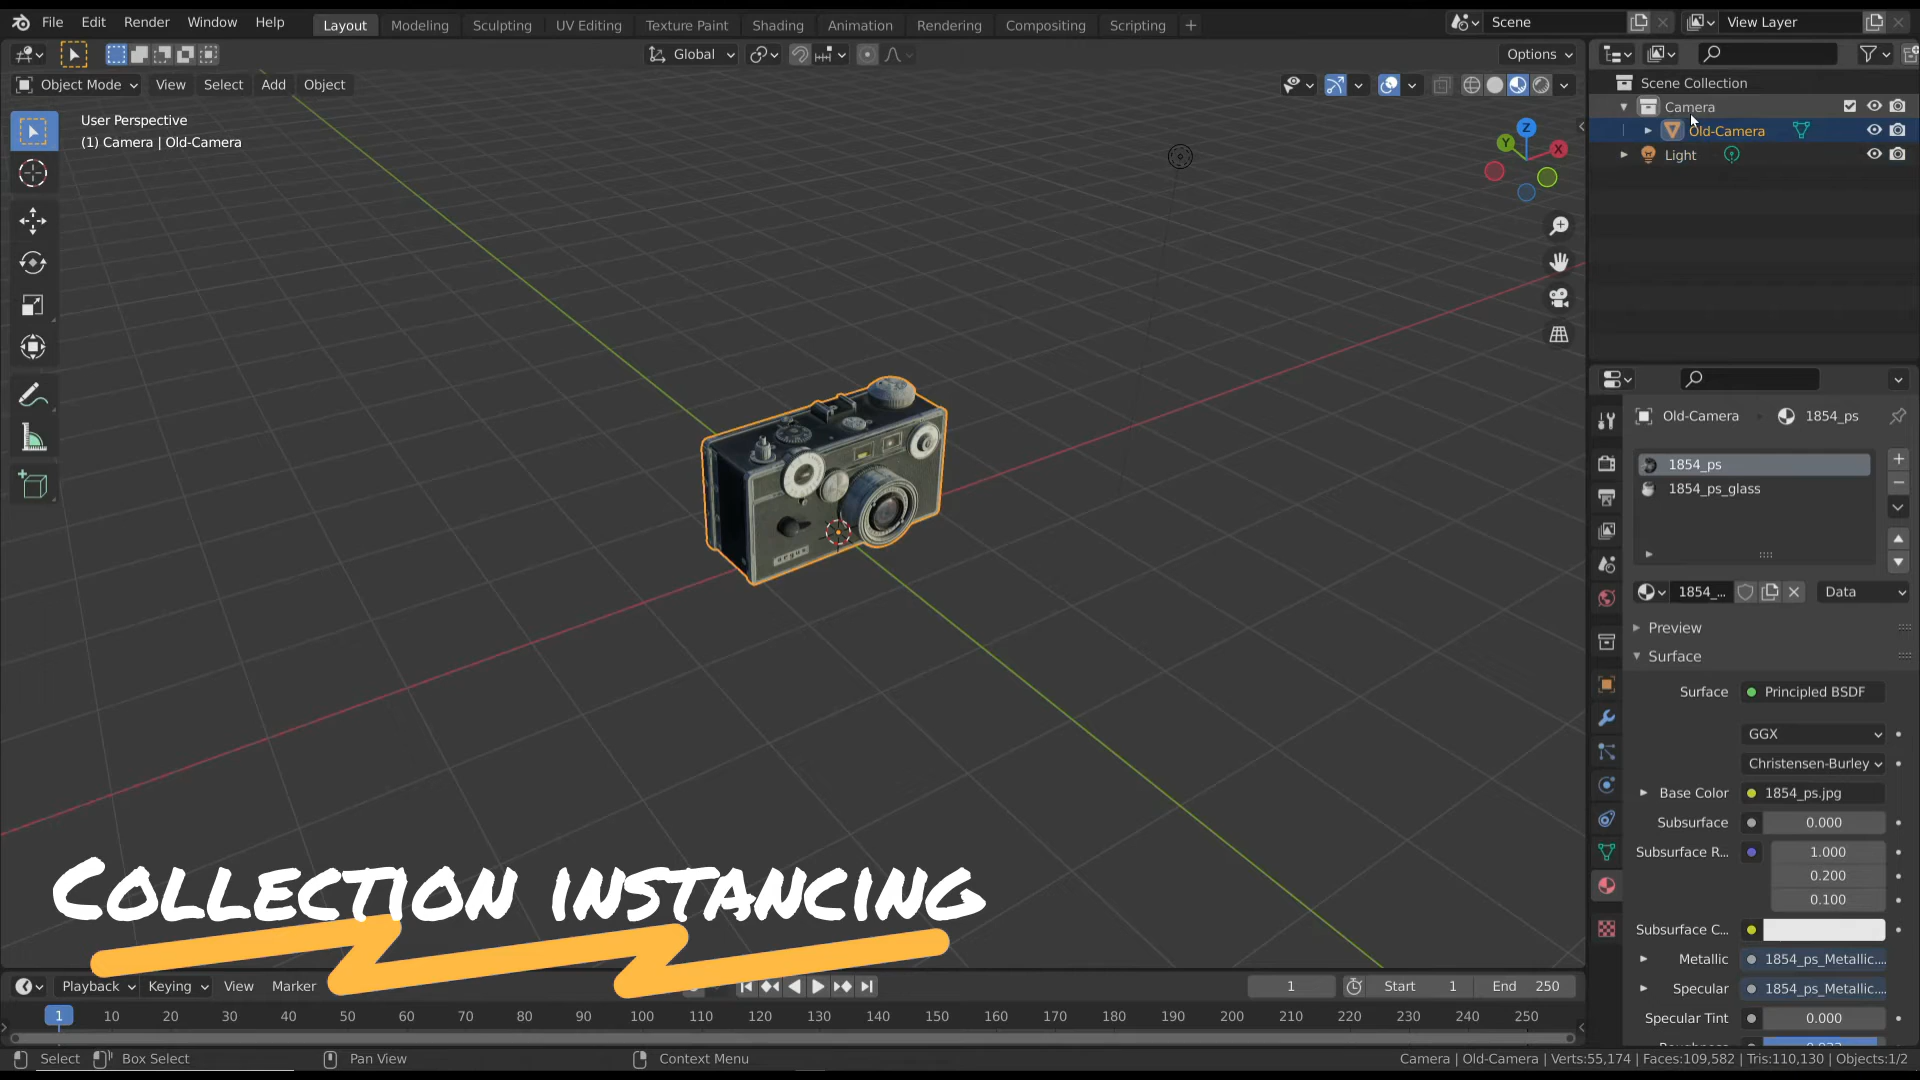 File Edit Render Window Help Layout Modeling Sculpting UV Editing Texture Paint Shading Animation Rendering Compositing Scripting + Scene View Layer
Global Options
Object Mode View Select Add Object
User Perspective
(1) Camera | Old-Camera
Z
Y
X
argus
Scene Collection
Camera
Old-Camera
Light
Old-Camera 1854_ps
1854_ps
1854_ps_glass
1854_... Data
Preview
Surface
Surface Principled BSDF
GGX
Christensen-Burley
Base Color 1854_ps.jpg
Subsurface 0.000
Subsurface R... 1.000
0.200
0.100
Subsurface C...
Metallic 1854_ps_Metallic....
Specular 1854_ps_Metallic....
Specular Tint 0.000
Collection instancing
Playback Keying View Marker 1 Start 1 End 250
1 10 20 30 40 50 60 70 80 90 100 110 120 130 140 150 160 170 180 190 200 210 220 230 240 250
Select Box Select Pan View Context Menu Camera | Old-Camera | Verts:55,174 | Faces:109,582 | Tris:110,130 | Objects:1/2